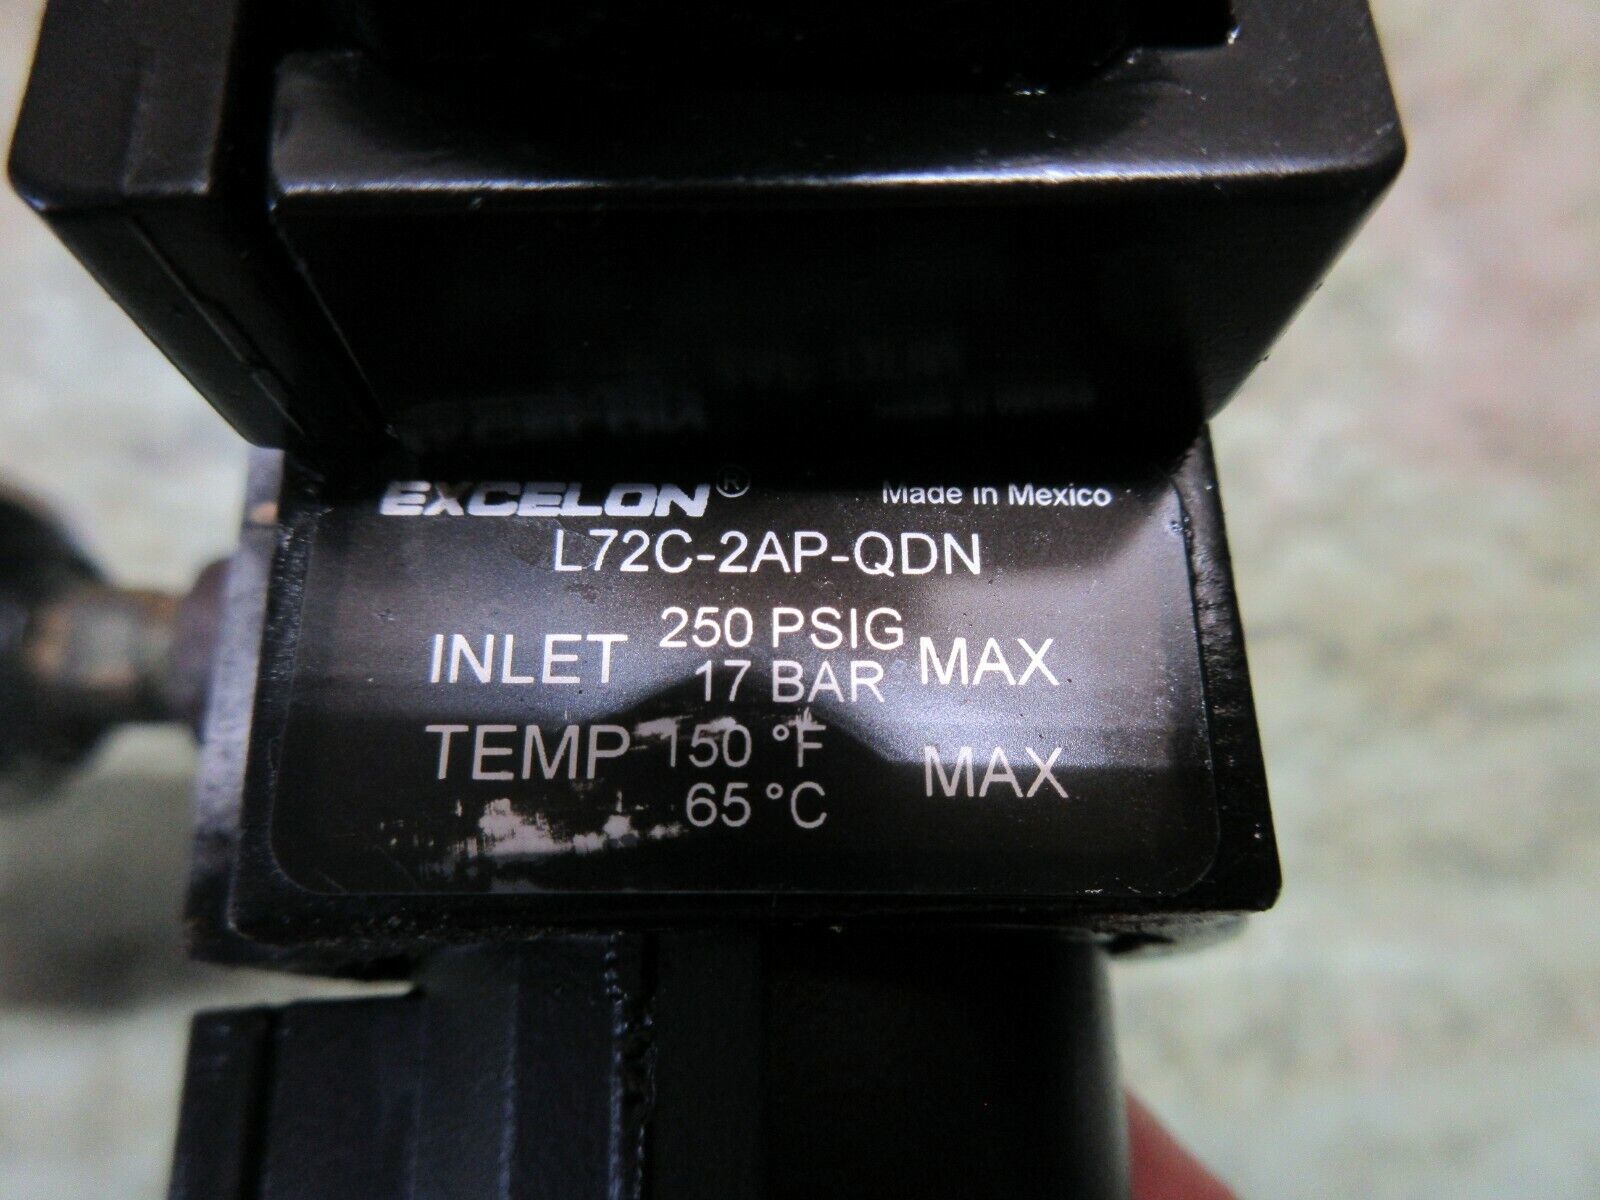 EXCELON® Made in Mexico
L72C-2AP-QDN
INLET 250 PSIG MAX
17 BAR
TEMP 150 °F MAX
65 °C